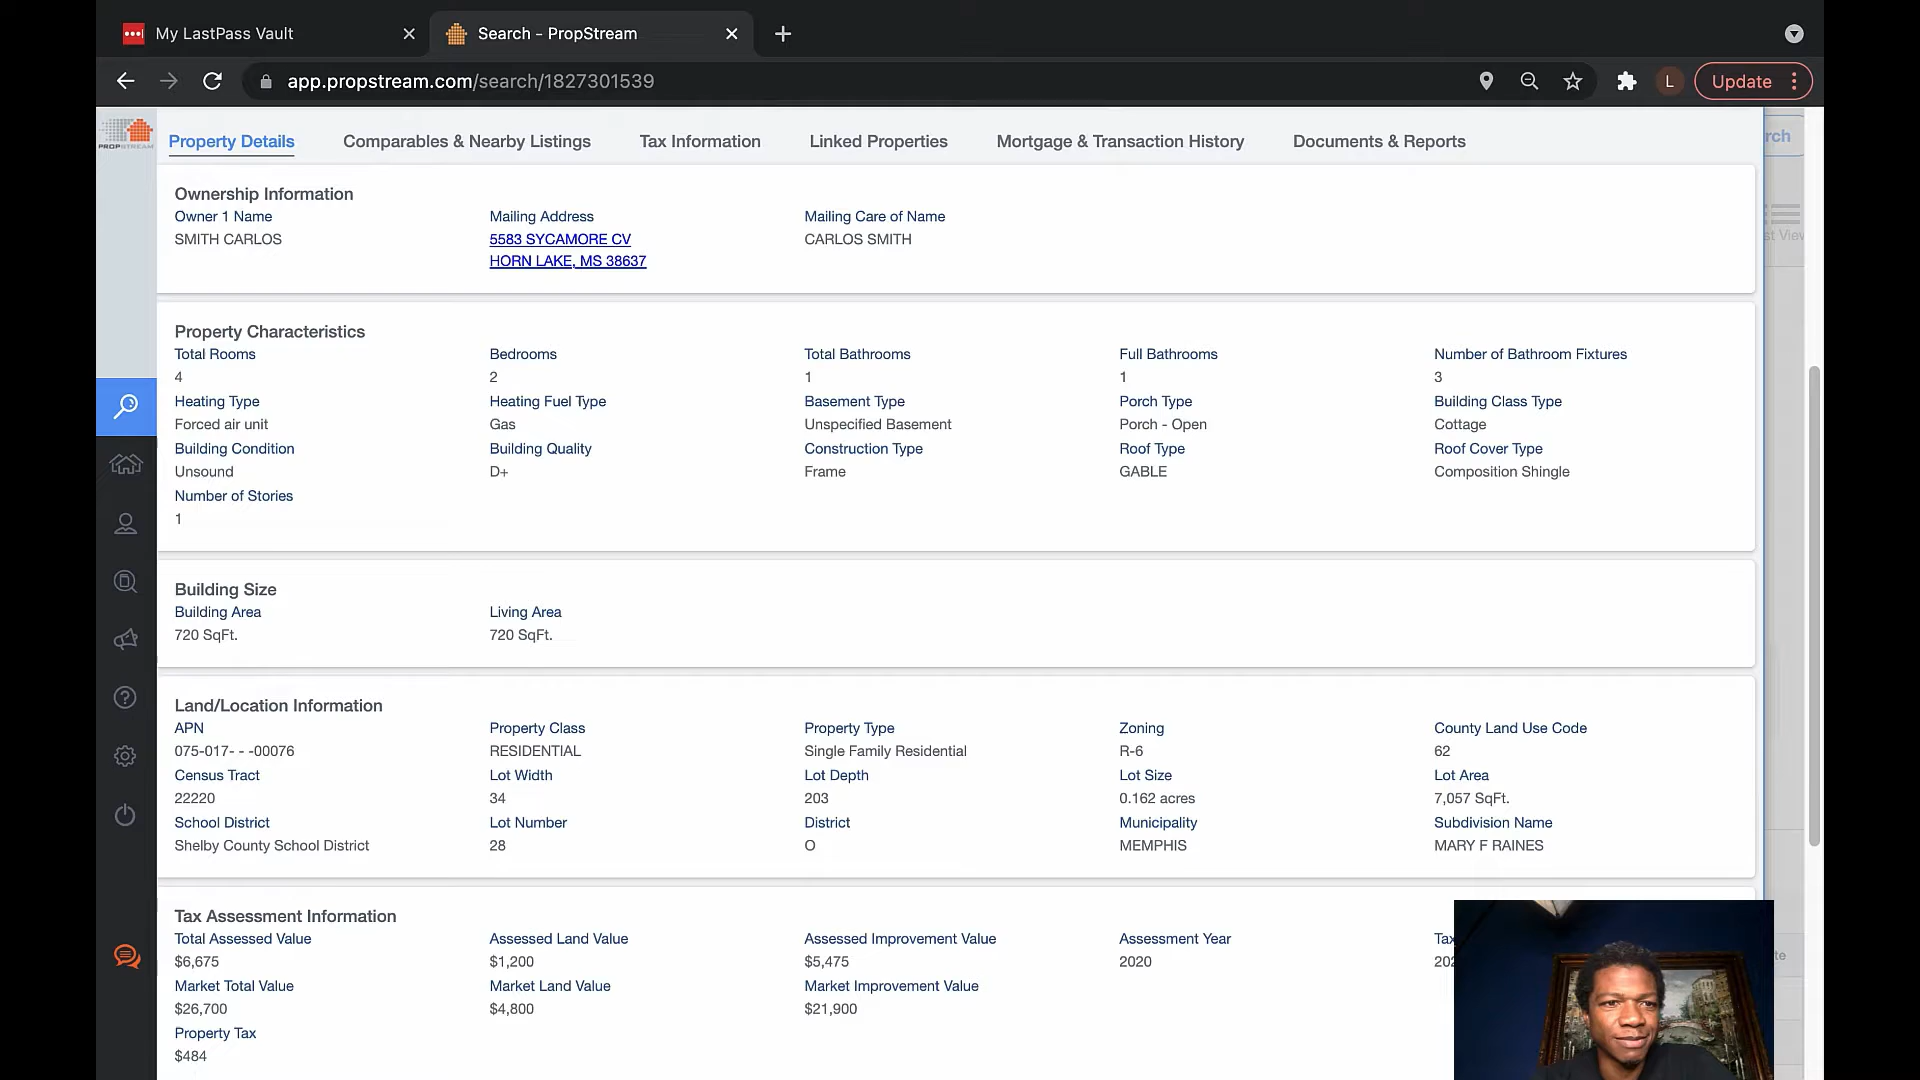 My LastPass Vault
Search - PropStream
app.propstream.com/search/1827301539
L
Update
PROPSTREAM
Property Details
Comparables & Nearby Listings
Tax Information
Linked Properties
Mortgage & Transaction History
Documents & Reports
rch
st View
Ownership Information
Owner 1 Name Mailing Address Mailing Care of Name
SMITH CARLOS 5583 SYCAMORE CV CARLOS SMITH
HORN LAKE, MS 38637
Property Characteristics
Total Rooms Bedrooms Total Bathrooms Full Bathrooms Number of Bathroom Fixtures
4 2 1 1 3
Heating Type Heating Fuel Type Basement Type Porch Type Building Class Type
Forced air unit Gas Unspecified Basement Porch - Open Cottage
Building Condition Building Quality Construction Type Roof Type Roof Cover Type
Unsound D+ Frame GABLE Composition Shingle
Number of Stories
1
Building Size
Building Area Living Area
720 SqFt. 720 SqFt.
Land/Location Information
APN Property Class Property Type Zoning County Land Use Code
075-017- - -00076 RESIDENTIAL Single Family Residential R-6 62
Census Tract Lot Width Lot Depth Lot Size Lot Area
22220 34 203 0.162 acres 7,057 SqFt.
School District Lot Number District Municipality Subdivision Name
Shelby County School District 28 O MEMPHIS MARY F RAINES
Tax Assessment Information
Total Assessed Value Assessed Land Value Assessed Improvement Value Assessment Year Tax
$6,675 $1,200 $5,475 2020 202
Market Total Value Market Land Value Market Improvement Value
$26,700 $4,800 $21,900
Property Tax
$484
te